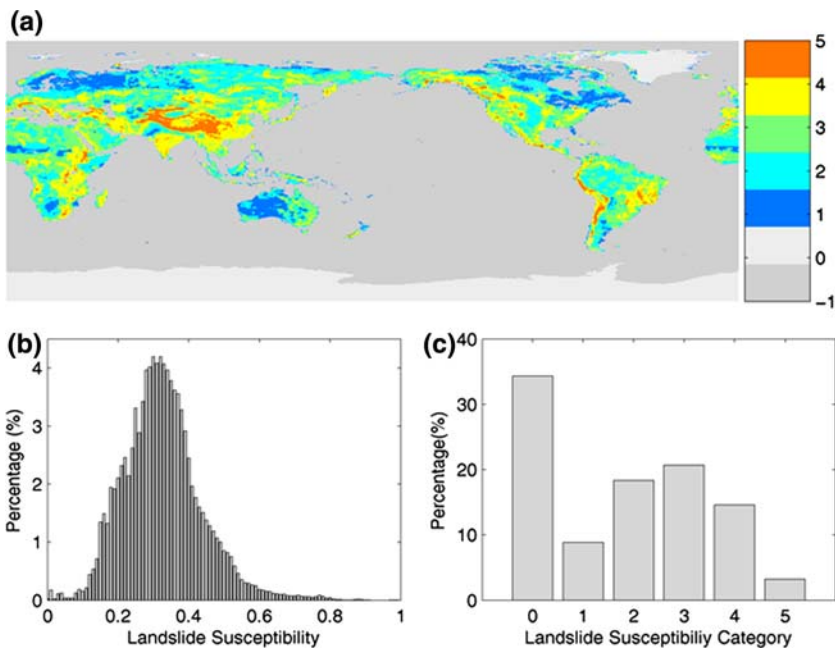 (a)
5
4
3
2
1
0
-1
(b)
4
3
2
1
0
Percentage (%)
0 0.2 0.4 0.6 0.8 1
Landslide Susceptibility
(c)
40
30
20
10
0
Percentage(%)
0 1 2 3 4 5
Landslide Susceptibiliy Category